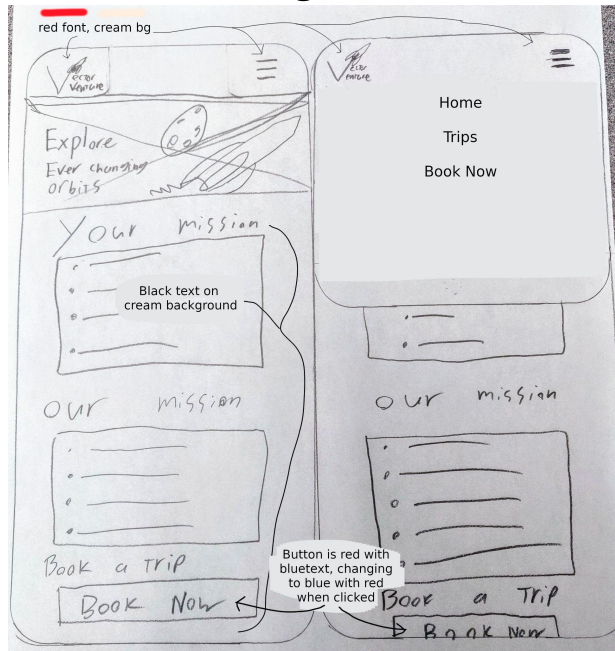 red font, cream bg
Vector
Venture
Explore
Ever changing
orbits
Your mission
Black text on
cream background
Our mission
Book a Trip
Book Now
Vector
Venture
Home
Trips
Book Now
Our mission
Button is red with
bluetext, changing
to blue with red
when clicked
Book a Trip
Book Now